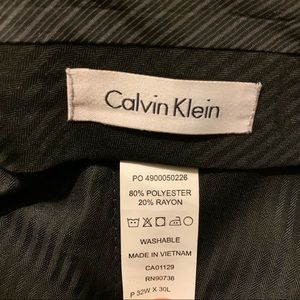 Calvin Klein
PO 4900050226
80% POLYESTER
20% RAYON
WASHABLE
MADE IN VIETNAM
CA01129
RN90736
P 32W X 30L